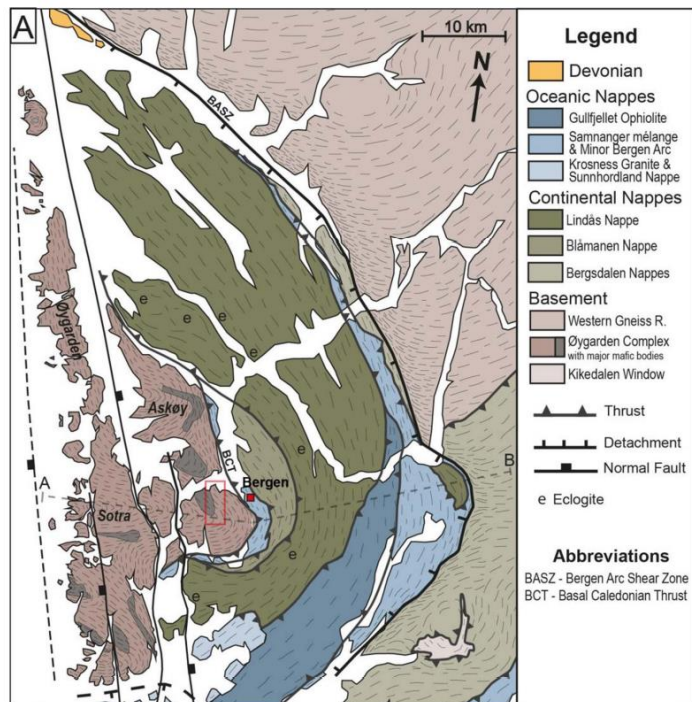 A
10 km
N
BASZ
Øygarden
Askøy
BCT
Bergen
A
B
Sotra
e
e
e
e
e
e
e
Legend
Devonian
Oceanic Nappes
Gullfjellet Ophiolite
Samnanger mélange
& Minor Bergen Arc
Krosness Granite &
Sunnhordland Nappe
Continental Nappes
Lindås Nappe
Blåmanen Nappe
Bergsdalen Nappes
Basement
Western Gneiss R.
Øygarden Complex
with major mafic bodies
Kikedalen Window
Thrust
Detachment
Normal Fault
e Eclogite
Abbreviations
BASZ - Bergen Arc Shear Zone
BCT - Basal Caledonian Thrust